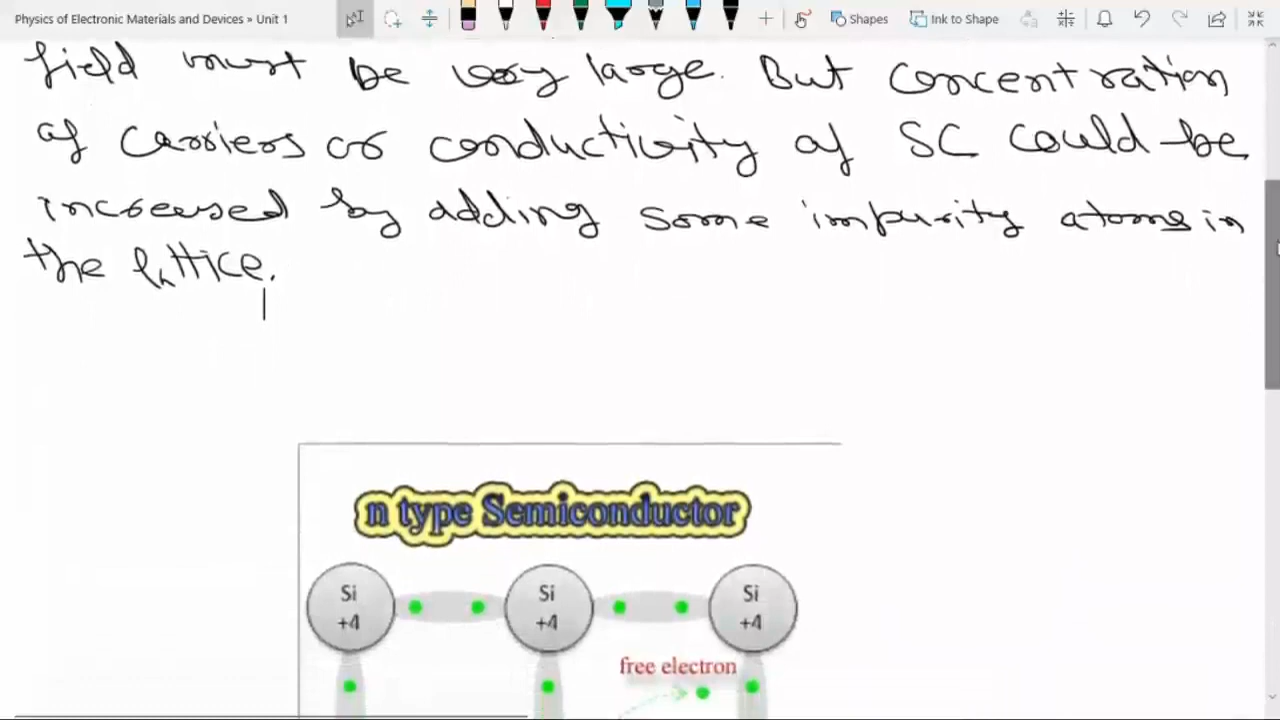 Physics of Electronic Materials and Devices » Unit 1
Shapes
Ink to Shape
field must be very large. But concentration
of carriers or conductivity of SC could be
increased by adding some impurity atoms in
the lattice.
n type Semiconductor
Si Si Si
+4 +4 +4
free electron